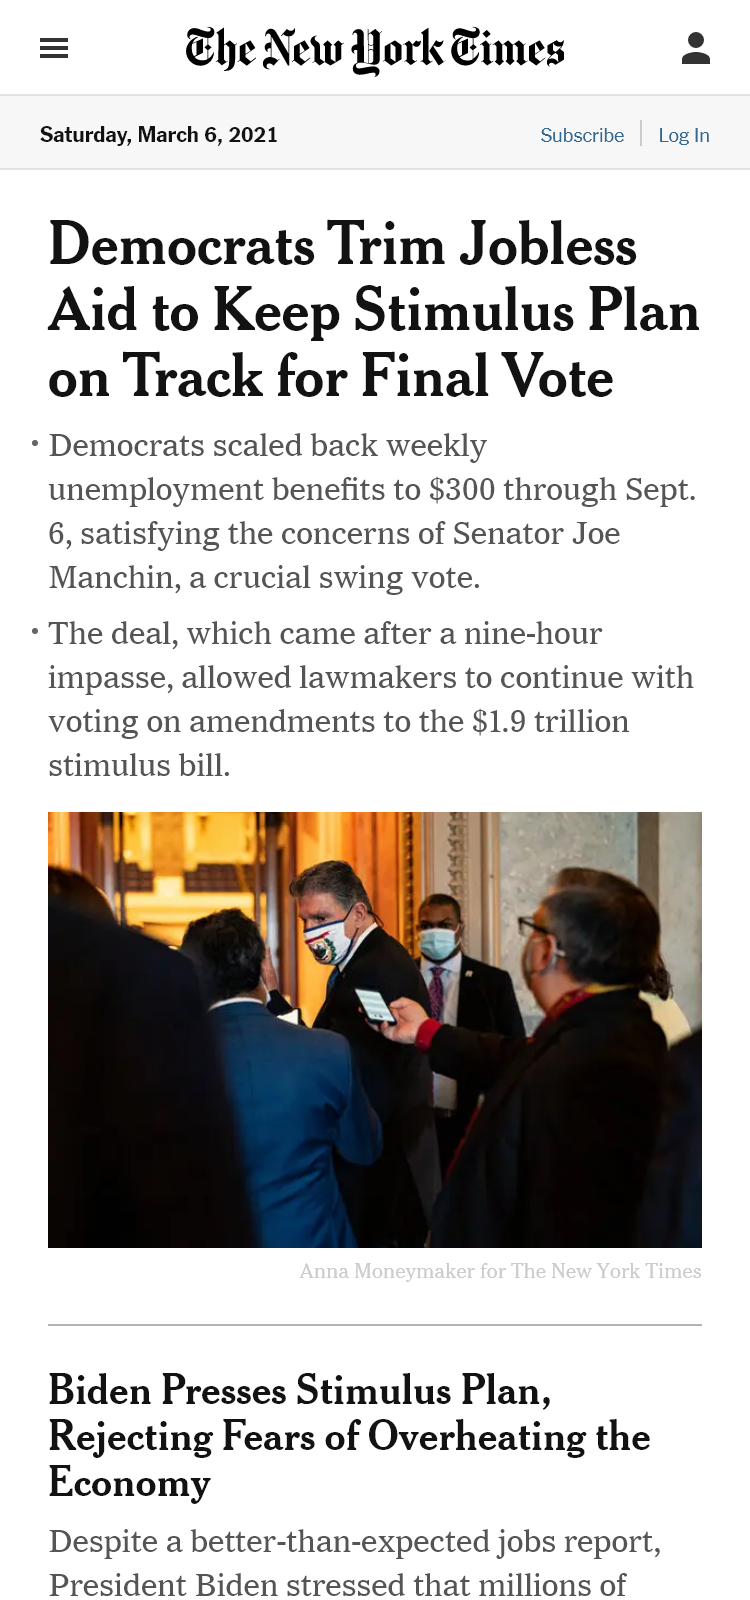 The New York Times
Saturday, March 6, 2021
Subscribe
Log In
Democrats Trim Jobless
Aid to Keep Stimulus Plan
on Track for Final Vote
• Democrats scaled back weekly
unemployment benefits to $300 through Sept.
6, satisfying the concerns of Senator Joe
Manchin, a crucial swing vote.
• The deal, which came after a nine-hour
impasse, allowed lawmakers to continue with
voting on amendments to the $1.9 trillion
stimulus bill.
Anna Moneymaker for The New York Times
Biden Presses Stimulus Plan,
Rejecting Fears of Overheating the
Economy
Despite a better-than-expected jobs report,
President Biden stressed that millions of